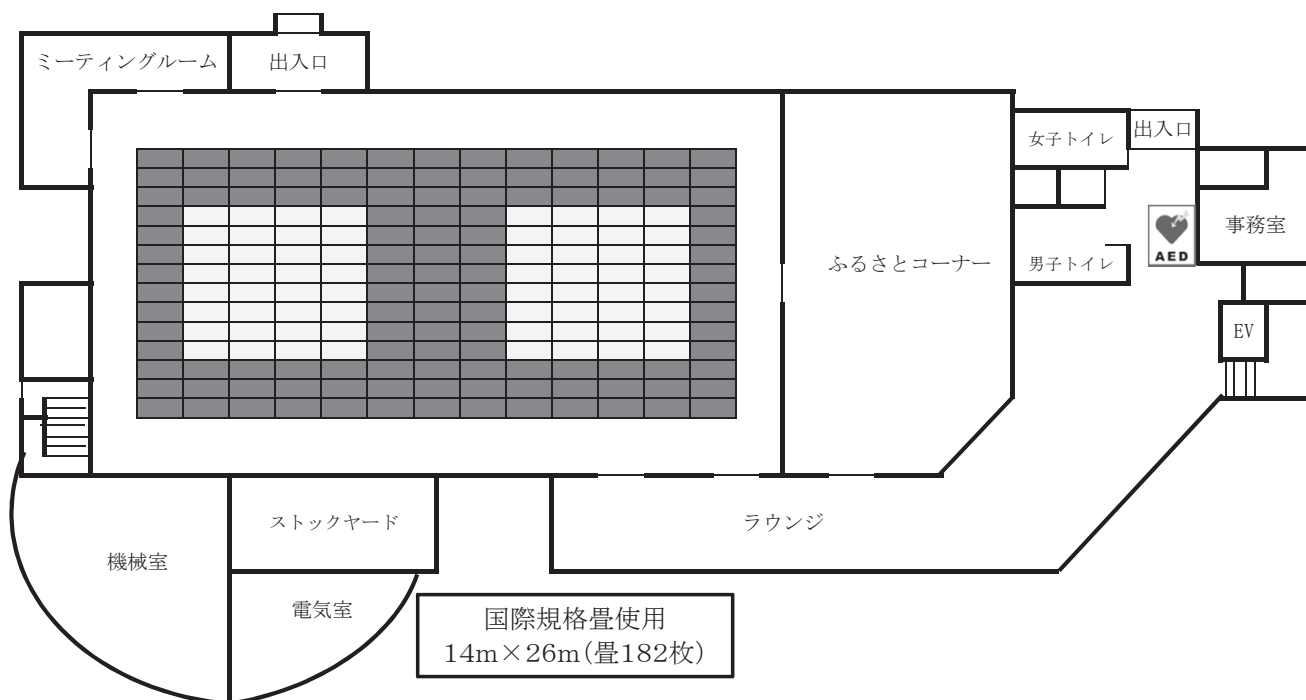 ミーティングルーム
出入口
女子トイレ
出入口
事務室
AED
ふるさとコーナー
男子トイレ
EV
ストックヤード
ラウンジ
機械室
電気室
国際規格畳使用
14m×26m(畳182枚)